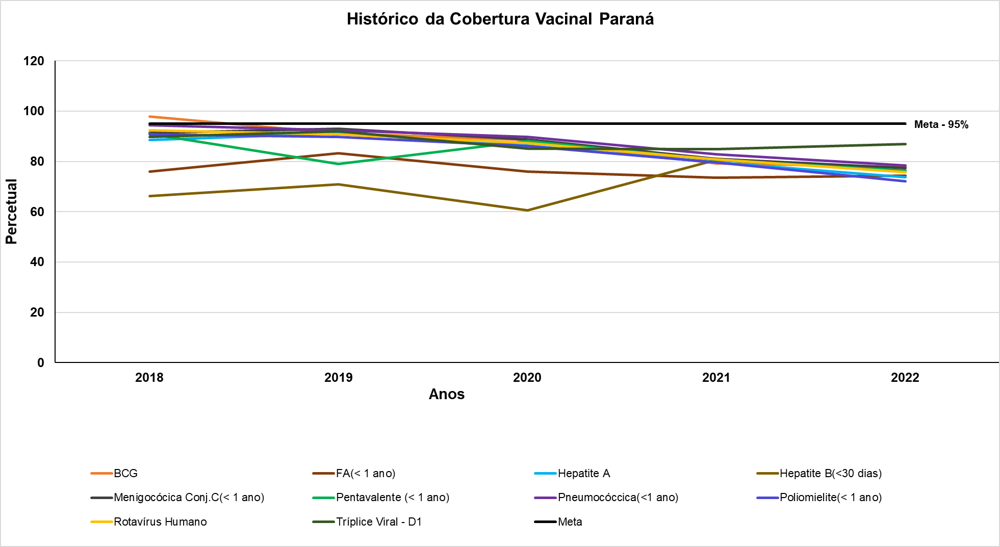 Histórico da Cobertura Vacinal Paraná
120
100
80
60
40
20
0
Percetual
Meta - 95%
2018 2019 2020 2021 2022
Anos
BCG FA(< 1 ano) Hepatite A Hepatite B(<30 dias)
Menigocócica Conj.C(< 1 ano) Pentavalente (< 1 ano) Pneumocóccica(<1 ano) Poliomielite(< 1 ano)
Rotavírus Humano Tríplice Viral - D1 Meta